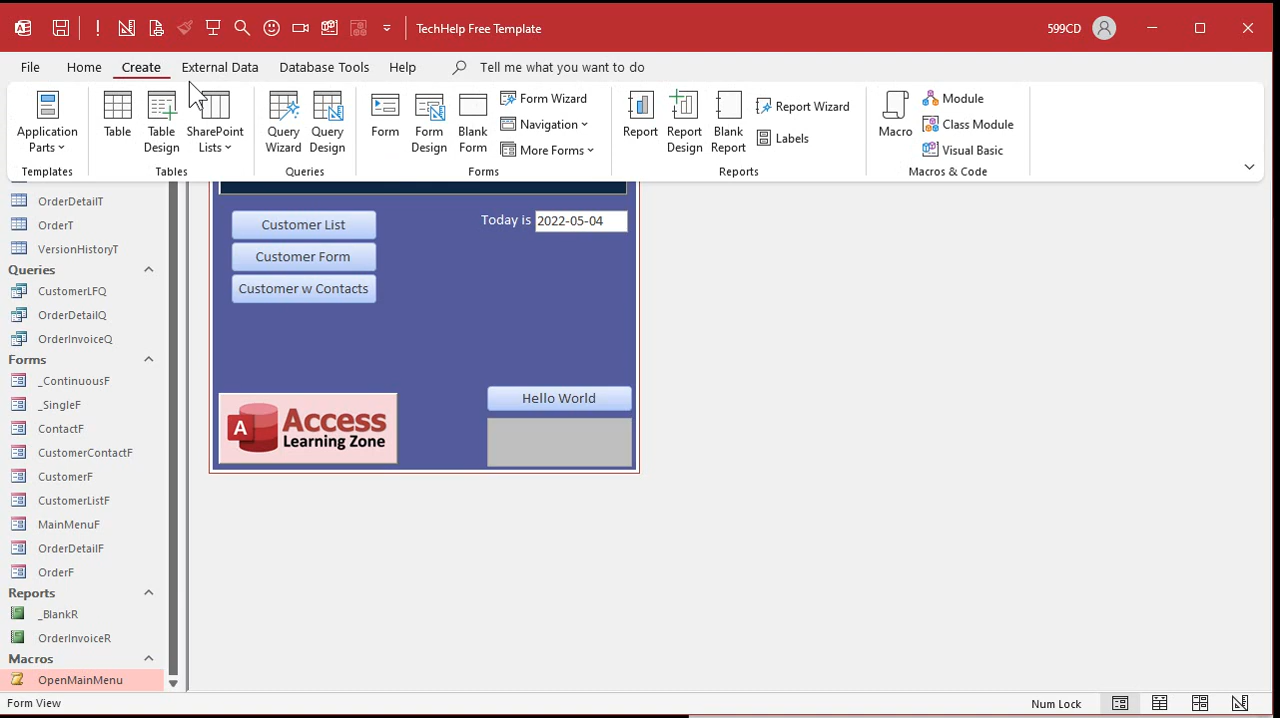 TechHelp Free Template
599CD
File Home Create External Data Database Tools Help Tell me what you want to do
Application Parts
Table
Table Design
SharePoint Lists
Query Wizard
Query Design
Form
Form Design
Blank Form
Form Wizard
Navigation
More Forms
Report
Report Design
Blank Report
Report Wizard
Labels
Macro
Module
Class Module
Visual Basic
Templates
Tables
Queries
Forms
Reports
Macros & Code
OrderDetailT
OrderT
VersionHistoryT
Queries
CustomerLFQ
OrderDetailQ
OrderInvoiceQ
Forms
_ContinuousF
_SingleF
ContactF
CustomerContactF
CustomerF
CustomerListF
MainMenuF
OrderDetailF
OrderF
Reports
_BlankR
OrderInvoiceR
Macros
OpenMainMenu
Customer List
Customer Form
Customer w Contacts
Today is 2022-05-04
Hello World
A Access
Learning Zone
Form View
Num Lock